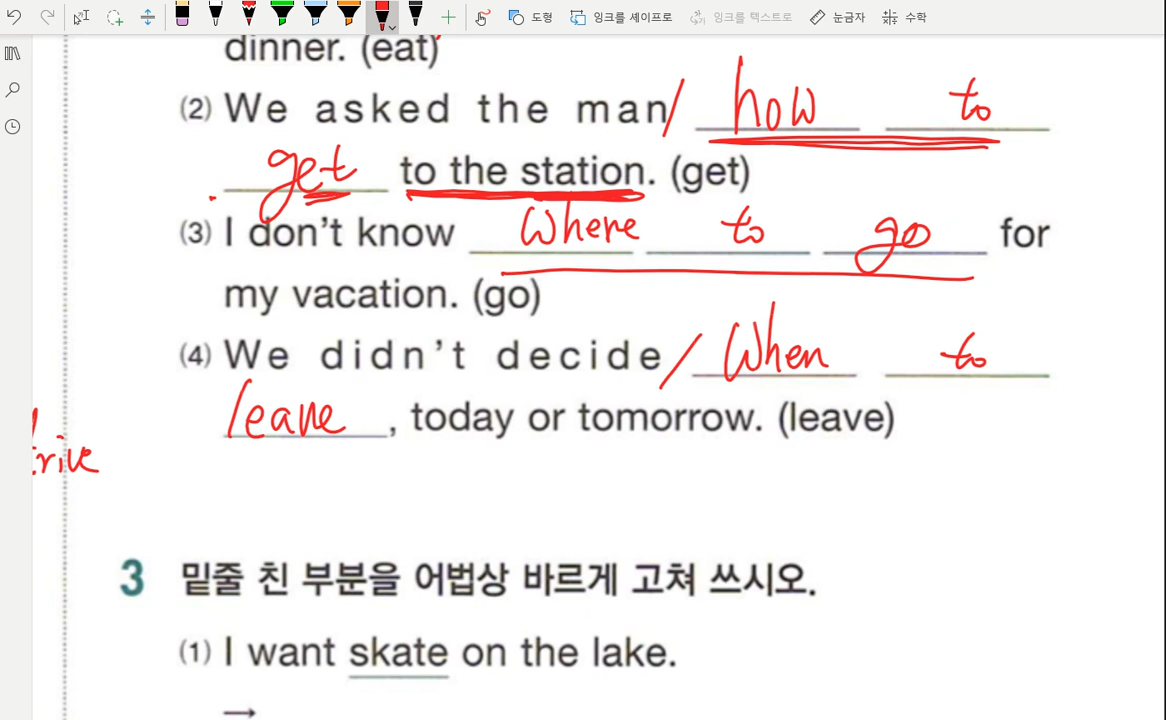 도형 잉크를 셰이프로 잉크를 텍스트로 눈금자 수학
dinner. (eat)
(2) We asked the man / how to
get to the station. (get)
(3) I don't know where to go for
my vacation. (go)
(4) We didn't decide / when to
leave, today or tomorrow. (leave)
3 밑줄 친 부분을 어법상 바르게 고쳐 쓰시오.
(1) I want skate on the lake.
→